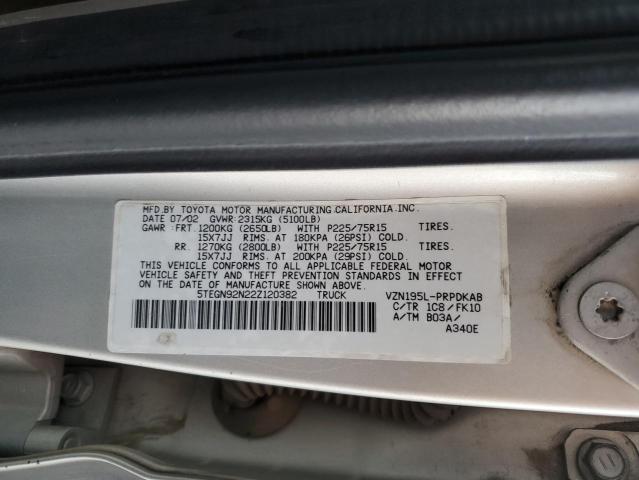 MFD.BY TOYOTA MOTOR MANUFACTURING CALIFORNIA.INC.
DATE 07/02 GVWR:2315KG (5100LB)
GAWR: FRT.1200KG (2650LB) WITH P225/75R15 TIRES.
15X7JJ RIMS. AT 180KPA (26PSI) COLD.
RR. 1270KG (2800LB) WITH P225/75R15 TIRES.
15X7JJ RIMS.AT 200KPA (29PSI) COLD.
THIS VEHICLE CONFORMS TO ALL APPLICABLE FEDERAL MOTOR
VEHICLE SAFETY AND THEFT PREVENTION STANDARDS IN EFFECT
ON THE DATE OF MANUFACTURE SHOWN ABOVE.
5TEGN92N22Z120382 TRUCK VZN195L-PRPDKAB
C/TR 1C8/FK10
A/TM B03A/
A340E